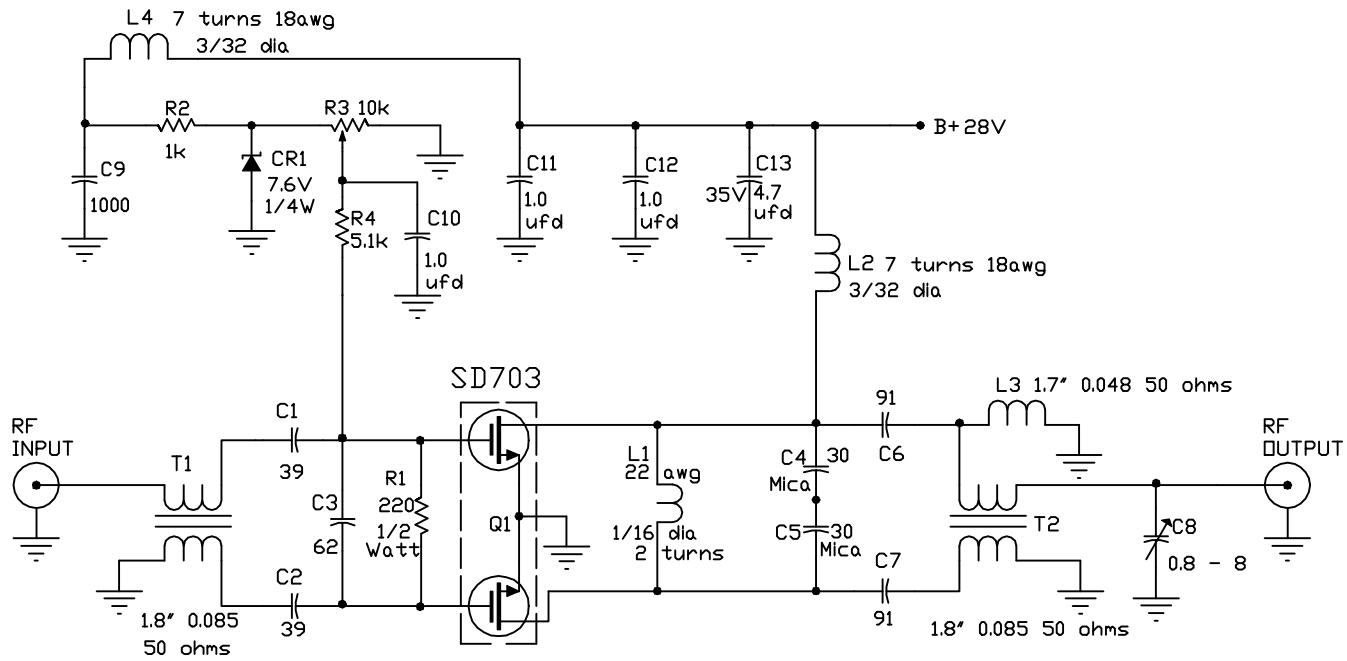 L4 7 turns 18awg
3/32 dia
R2
1k
R3 10k
B+28V
C9
1000
CR1
7.6V
1/4W
R4
5.1k
C10
1.0
ufd
C11
1.0
ufd
C12
1.0
ufd
C13
35V 4.7
ufd
L2 7 turns 18awg
3/32 dia
SD703
L3 1.7" 0.048 50 ohms
RF
INPUT
T1
C1
39
C3
62
R1
220
1/2
Watt
Q1
L1
22 awg
1/16 dia
2 turns
C4 30
Mica
C5 30
Mica
91
C6
RF
OUTPUT
T2
C8
0.8 - 8
C2
39
C7
91
1.8" 0.085
50 ohms
1.8" 0.085 50 ohms